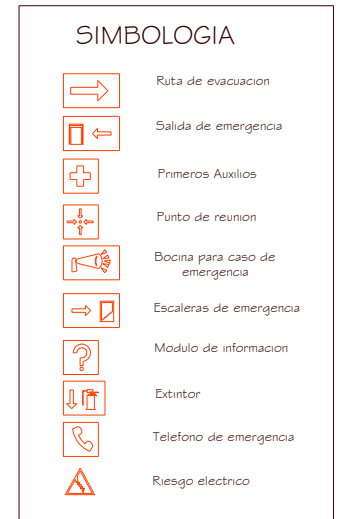 SIMBOLOGIA
Ruta de evacuacion
Salida de emergencia
Primeros Auxilios
Punto de reunion
Bocina para caso de
emergencia
Escaleras de emergencia
Modulo de informacion
?
Extintor
Telefono de emergencia
Riesgo electrico